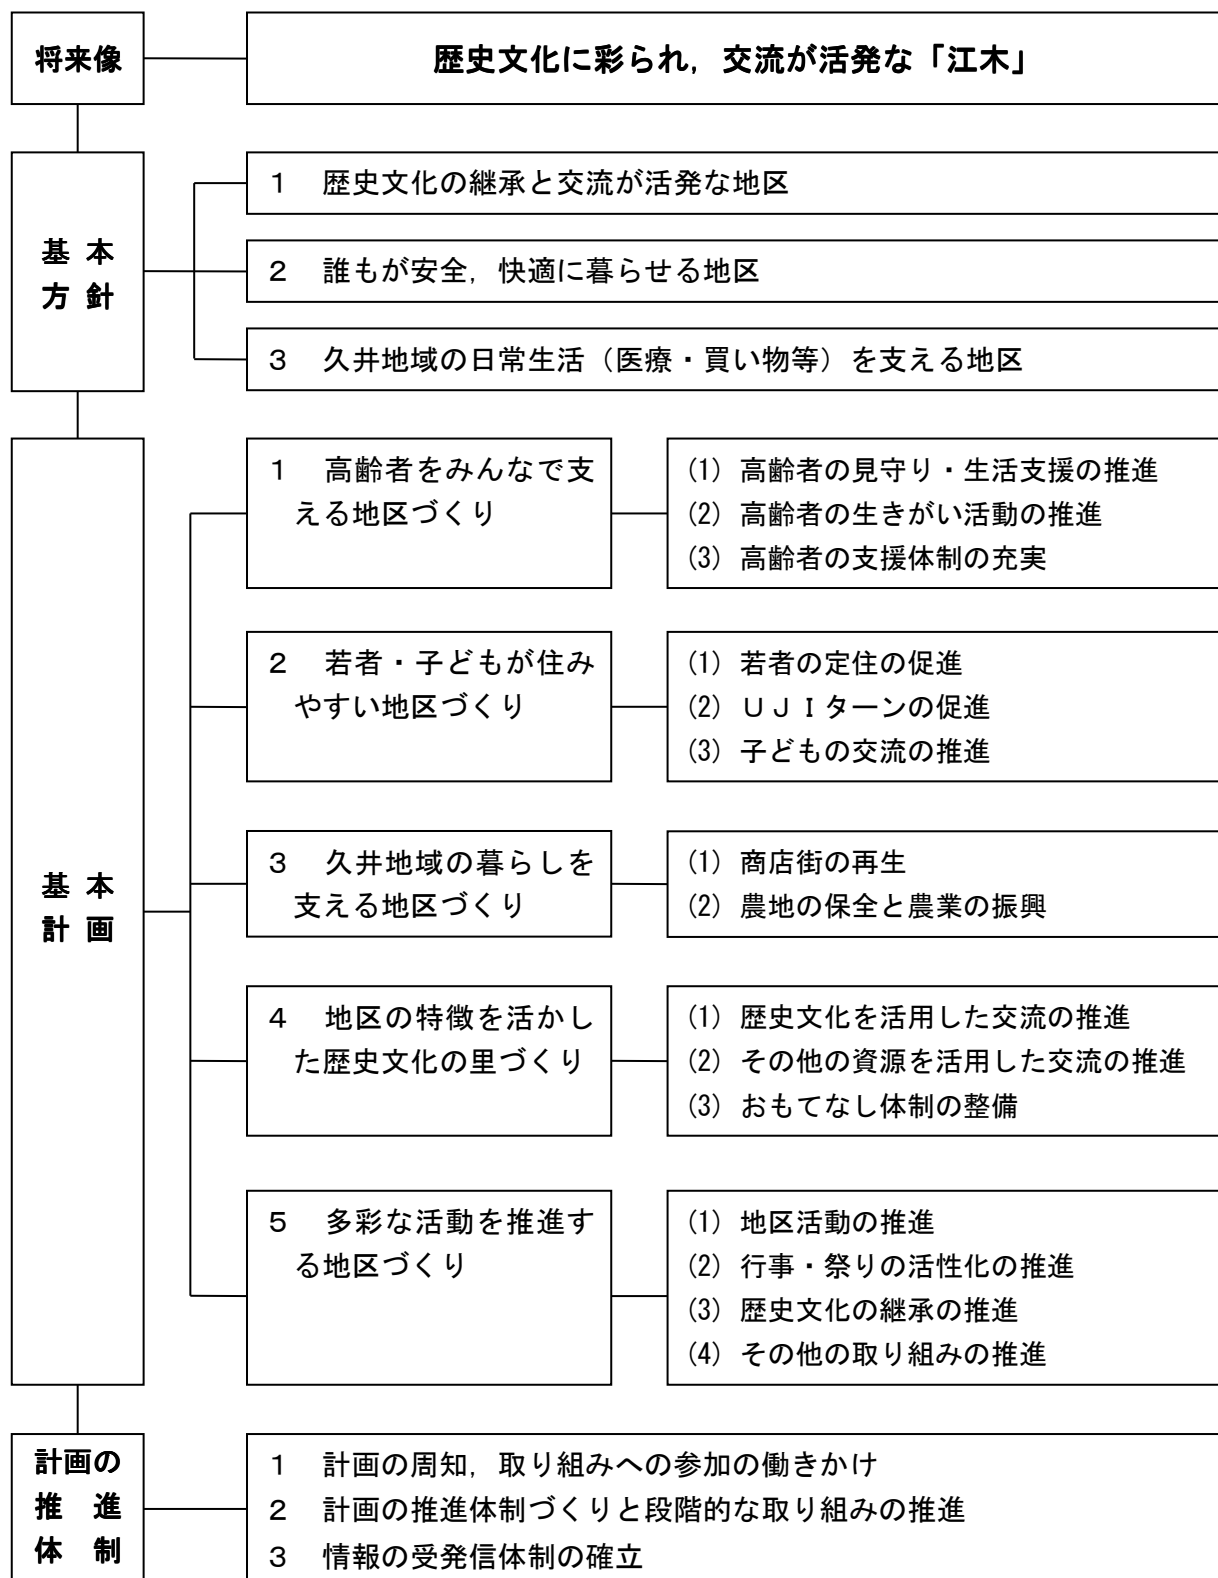 将来像
歴史文化に彩られ，交流が活発な「江木」
基本
方針
１　歴史文化の継承と交流が活発な地区
２　誰もが安全，快適に暮らせる地区
３　久井地域の日常生活（医療・買い物等）を支える地区
基本
計画
１　高齢者をみんなで支
える地区づくり
(1) 高齢者の見守り・生活支援の推進
(2) 高齢者の生きがい活動の推進
(3) 高齢者の支援体制の充実
２　若者・子どもが住み
やすい地区づくり
(1) 若者の定住の促進
(2) ＵＪＩターンの促進
(3) 子どもの交流の推進
３　久井地域の暮らしを
支える地区づくり
(1) 商店街の再生
(2) 農地の保全と農業の振興
４　地区の特徴を活かし
た歴史文化の里づくり
(1) 歴史文化を活用した交流の推進
(2) その他の資源を活用した交流の推進
(3) おもてなし体制の整備
５　多彩な活動を推進す
る地区づくり
(1) 地区活動の推進
(2) 行事・祭りの活性化の推進
(3) 歴史文化の継承の推進
(4) その他の取り組みの推進
計画の
推　進
体　制
１　計画の周知，取り組みへの参加の働きかけ
２　計画の推進体制づくりと段階的な取り組みの推進
３　情報の受発信体制の確立